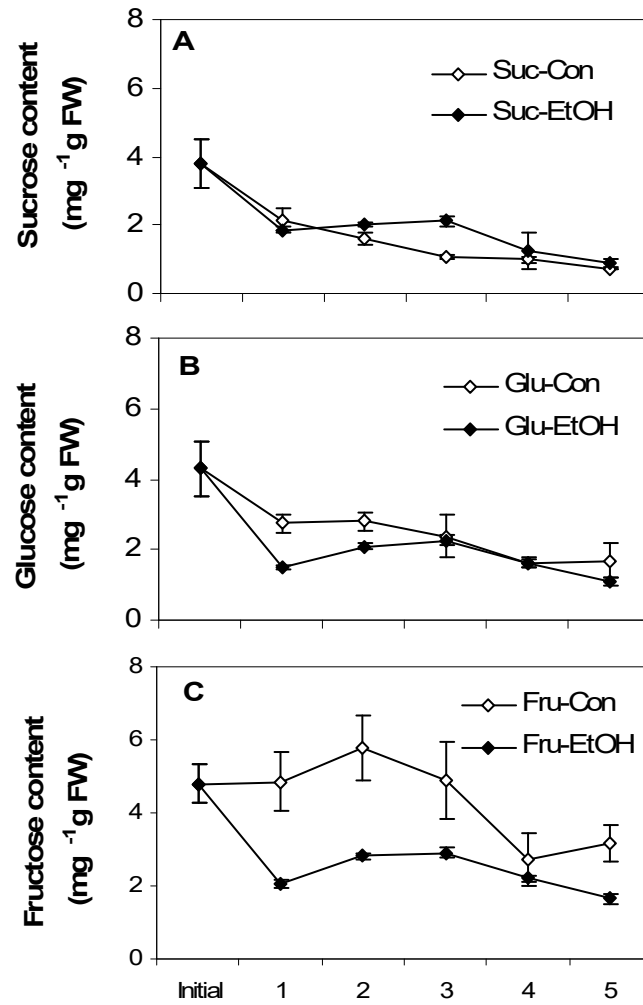 A
Suc-Con
Suc-EtOH
Sucrose content
(mg ⁻¹g FW)
8
6
4
2
0
B
Glu-Con
Glu-EtOH
Glucose content
(mg ⁻¹g FW)
8
6
4
2
0
C
Fru-Con
Fru-EtOH
Fructose content
(mg ⁻¹g FW)
8
6
4
2
0
Initial 1 2 3 4 5